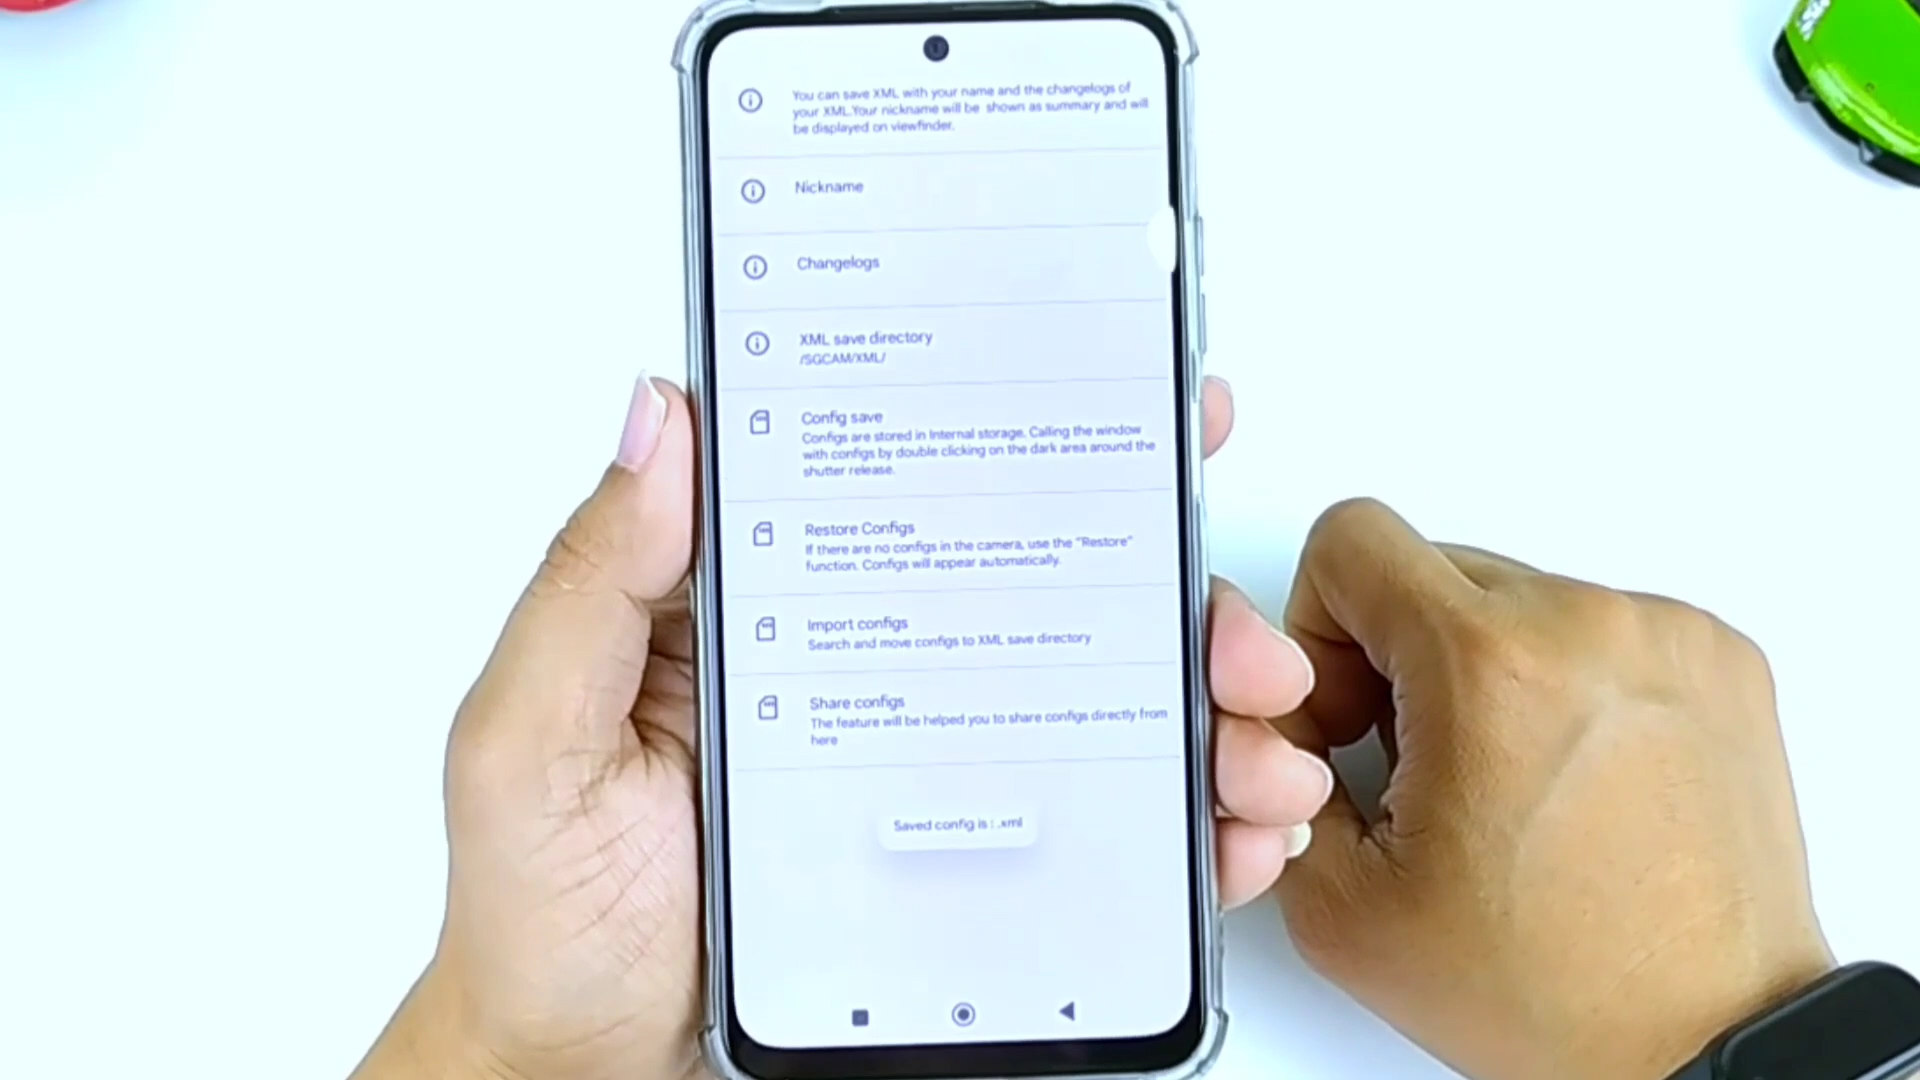 You can save XML with your name and the changelogs of
your XML.Your nickname will be shown as summary and will
be displayed on viewfinder.
Nickname
Changelogs
XML save directory
/SGCAM/XML/
Config save
Configs are stored in Internal storage. Calling the window
with configs by double clicking on the dark area around the
shutter release.
Restore Configs
If there are no configs in the camera, use the "Restore"
function. Configs will appear automatically.
Import configs
Search and move configs to XML save directory
Share configs
The feature will be helped you to share configs directly from
here
Saved config is : .xml